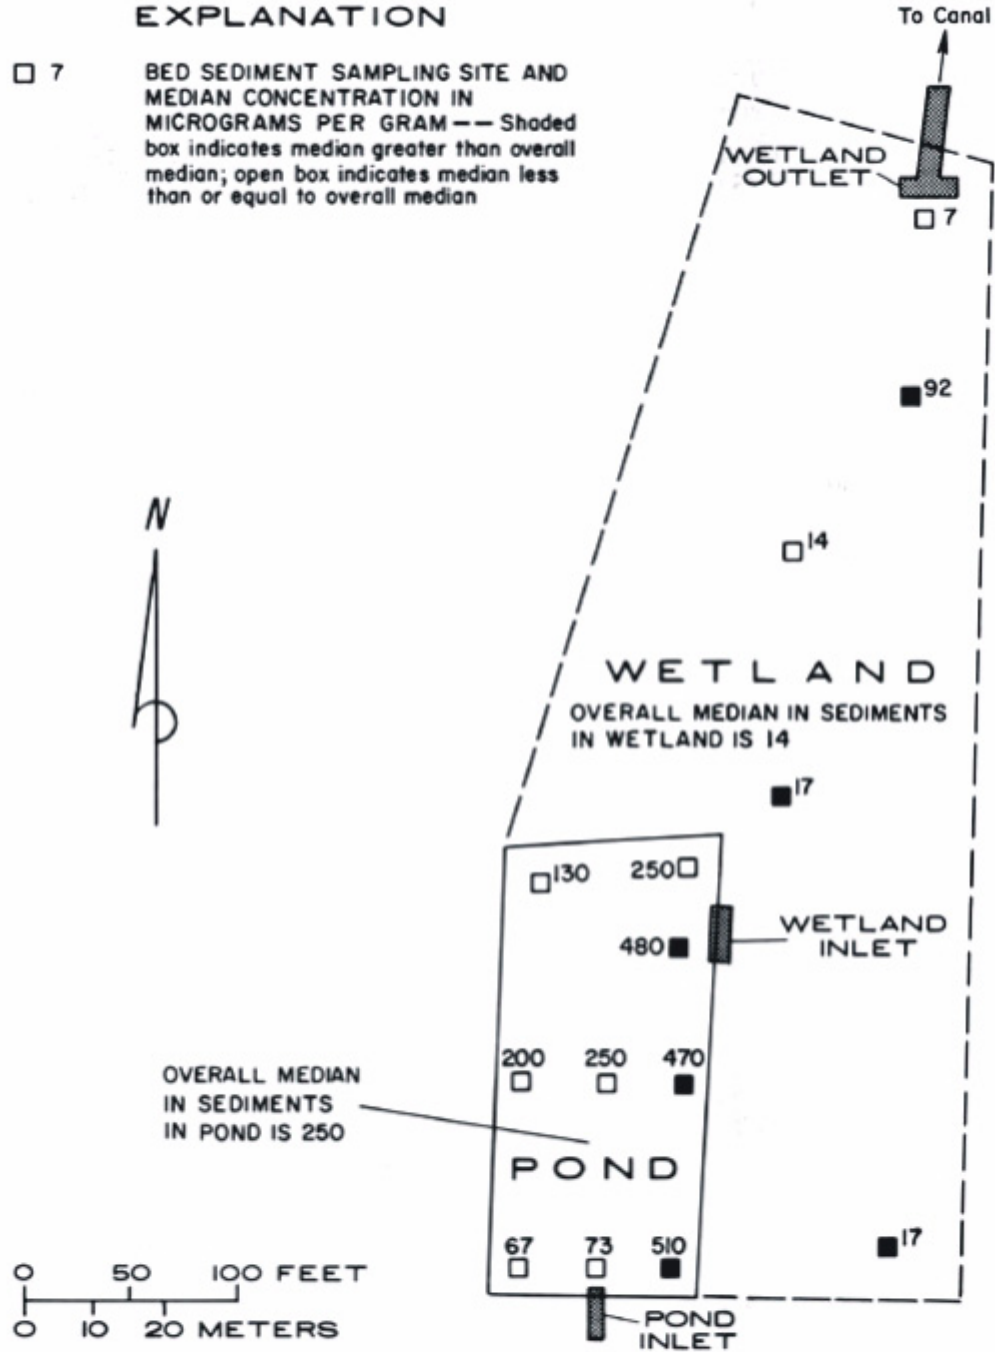 EXPLANATION
To Canal
□ 7
BED SEDIMENT SAMPLING SITE AND
MEDIAN CONCENTRATION IN
MICROGRAMS PER GRAM -- Shaded
box indicates median greater than overall
median; open box indicates median less
than or equal to overall median
WETLAND
OUTLET
7
92
N
14
WETLAND
OVERALL MEDIAN IN SEDIMENTS
IN WETLAND IS 14
17
130
250
480
WETLAND
INLET
200 250 470
OVERALL MEDIAN
IN SEDIMENTS
IN POND IS 250
POND
67 73 510
17
0 50 100 FEET
0 10 20 METERS
POND
INLET